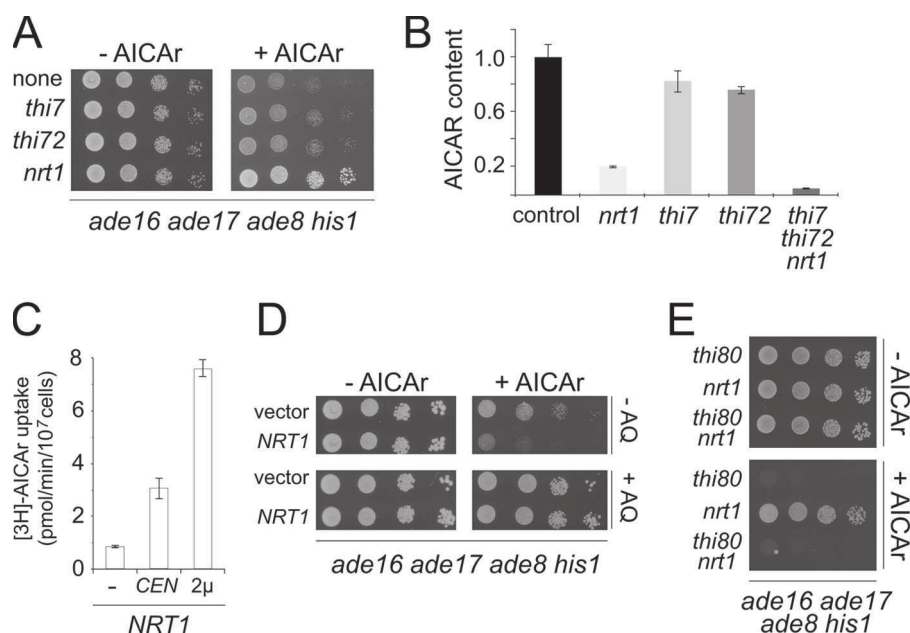 A
- AICAr
+ AICAr
none
thi7
thi72
nrt1
ade16 ade17 ade8 his1
B
AICAR content
1.0
0.6
0.2
control
nrt1
thi7
thi72
thi7
thi72
nrt1
C
[3H]-AICAr uptake
(pmol/min/10⁷cells)
8
6
4
2
0
-
CEN
2µ
NRT1
D
- AICAr
+ AICAr
vector
NRT1
- AQ
vector
NRT1
+ AQ
ade16 ade17 ade8 his1
E
thi80
nrt1
thi80
nrt1
- AICAr
thi80
nrt1
thi80
nrt1
+ AICAr
ade16 ade17
ade8 his1